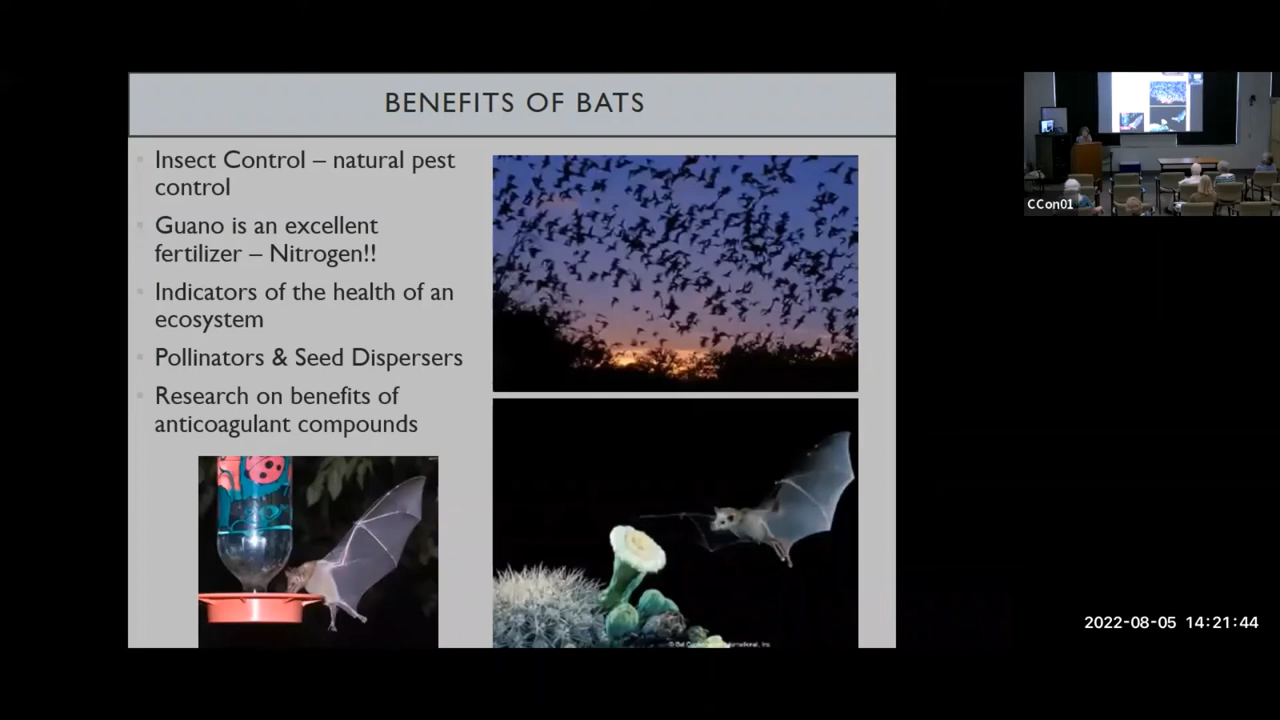 BENEFITS OF BATS
Insect Control – natural pest
control
Guano is an excellent
fertilizer – Nitrogen!!
Indicators of the health of an
ecosystem
Pollinators & Seed Dispersers
Research on benefits of
anticoagulant compounds
CCon01
2022-08-05 14:21:44